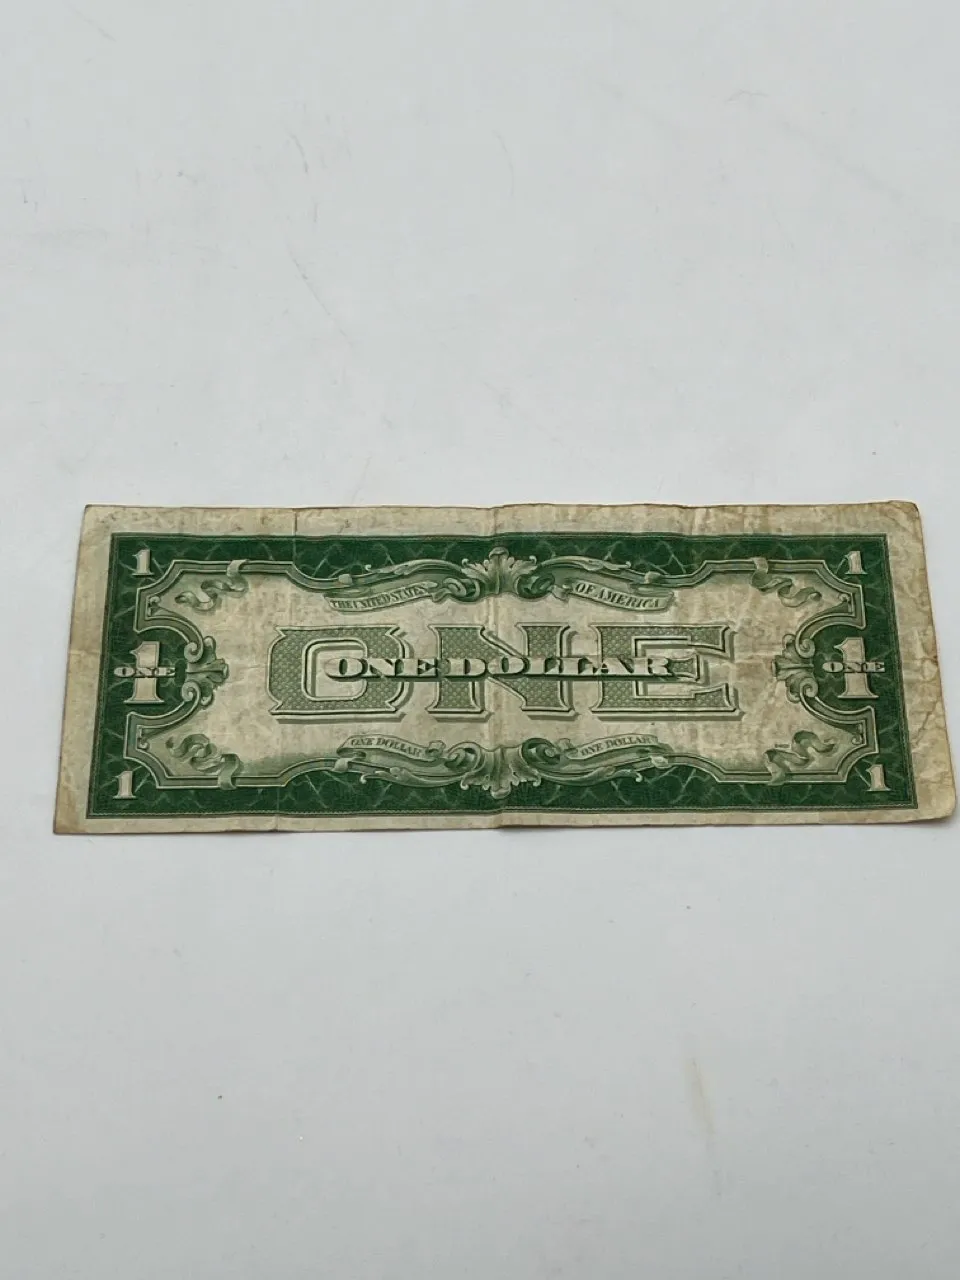 1 1
THE UNITED STATES OF AMERICA
ONE
ONE DOLLAR
1 ONE 1 ONE
ONE DOLLAR ONE DOLLAR
1 1